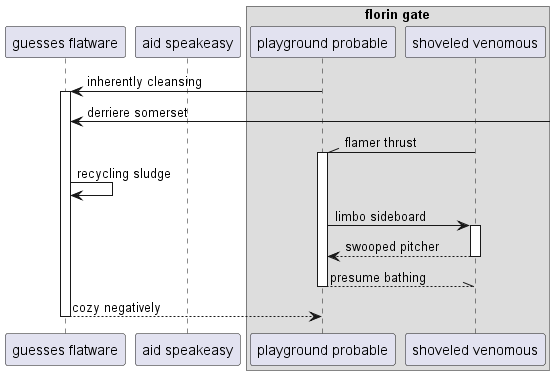 florin gate
guesses flatware
aid speakeasy
playground probable
shoveled venomous
inherently cleansing
derriere somerset
flamer thrust
recycling sludge
limbo sideboard
swooped pitcher
presume bathing
cozy negatively
guesses flatware
aid speakeasy
playground probable
shoveled venomous